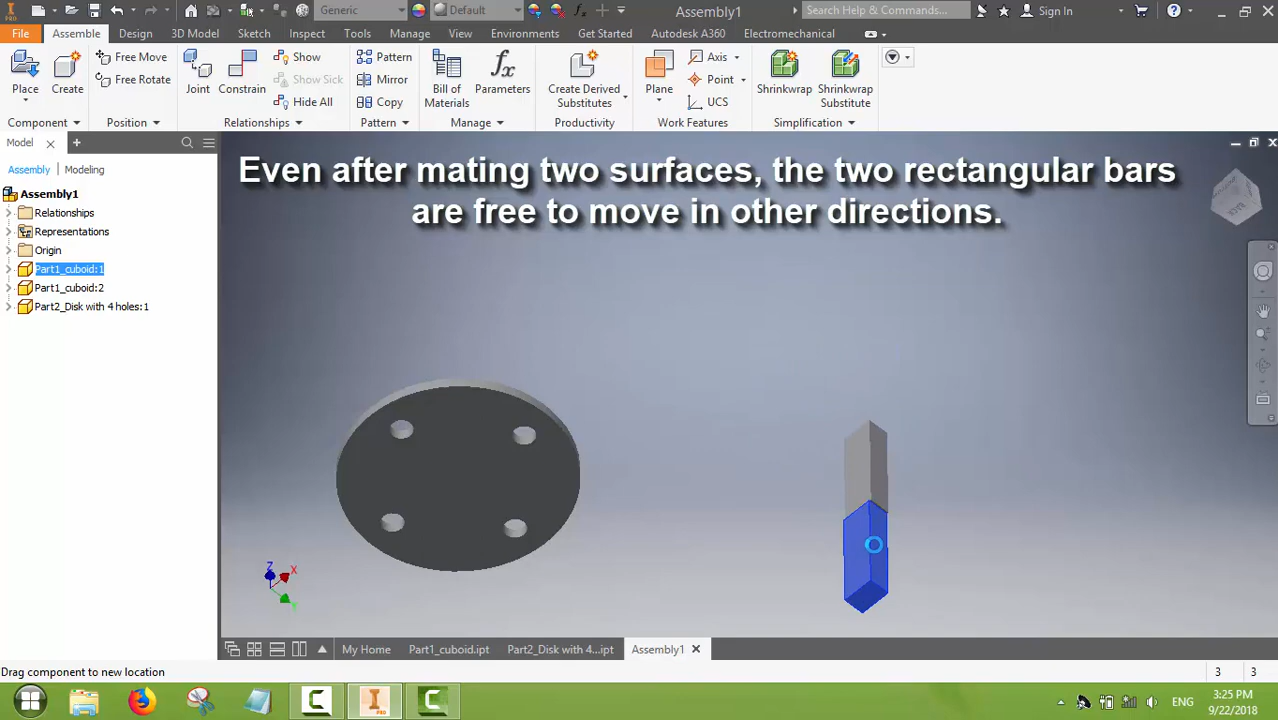 PRO
Generic
Default
Assembly1
Search Help & Commands...
Sign In
File
Assemble
Design
3D Model
Sketch
Inspect
Tools
Manage
View
Environments
Get Started
Autodesk A360
Electromechanical
Place
Create
Free Move
Free Rotate
Joint
Constrain
Show
Show Sick
Hide All
Pattern
Mirror
Copy
Bill of
Materials
fx
Parameters
Create Derived
Substitutes
Plane
Axis
Point
UCS
Shrinkwrap
Shrinkwrap
Substitute
Component
Position
Relationships
Pattern
Manage
Productivity
Work Features
Simplification
Model
Assembly
Modeling
Assembly1
Relationships
Representations
Origin
Part1_cuboid:1
Part1_cuboid:2
Part2_Disk with 4 holes:1
Even after mating two surfaces, the two rectangular bars
are free to move in other directions.
Z
X
Y
My Home
Part1_cuboid.ipt
Part2_Disk with 4...ipt
Assembly1
Drag component to new location
3
3
ENG
3:25 PM
9/22/2018